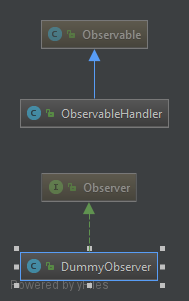 C Observable
C ObservableHandler
I Observer
C DummyObserver
Powered by yFiles